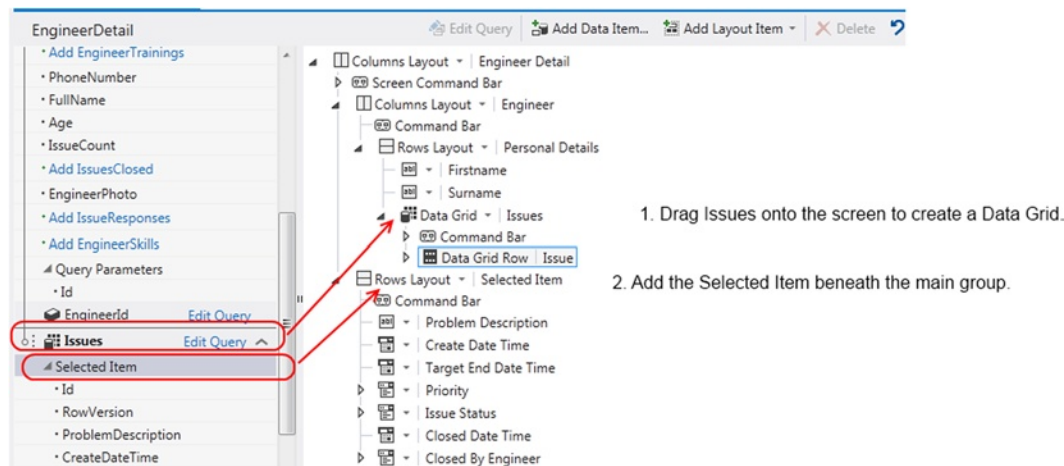 EngineerDetail
Edit Query Add Data Item... Add Layout Item Delete
Add EngineerTrainings
PhoneNumber
FullName
Age
IssueCount
Add IssuesClosed
EngineerPhoto
Add IssueResponses
Add EngineerSkills
Query Parameters
Id
EngineerId Edit Query
Issues Edit Query
Selected Item
Id
RowVersion
ProblemDescription
CreateDateTime
Columns Layout Engineer Detail
Screen Command Bar
Columns Layout Engineer
Command Bar
Rows Layout Personal Details
abl Firstname
abl Surname
Data Grid Issues
Command Bar
Data Grid Row Issue
Rows Layout Selected Item
Command Bar
abl Problem Description
Create Date Time
Target End Date Time
Priority
Issue Status
Closed Date Time
Closed By Engineer
1. Drag Issues onto the screen to create a Data Grid.
2. Add the Selected Item beneath the main group.